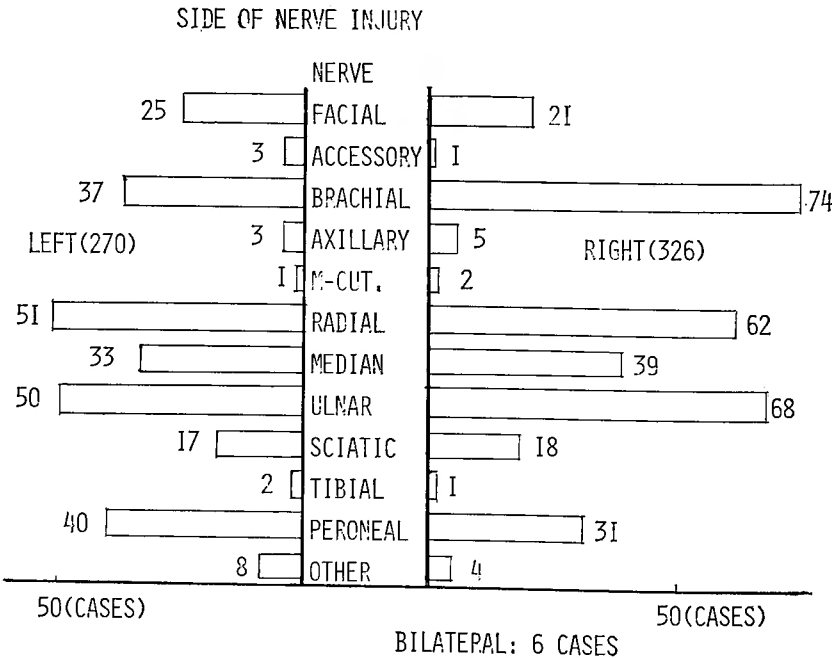 SIDE OF NERVE INJURY
NERVE
25 FACIAL 2I
3 ACCESSORY I
37 BRACHIAL 74
LEFT(270) 3 AXILLARY 5 RIGHT(326)
I M-CUT. 2
5I RADIAL 62
33 MEDIAN 39
50 ULNAR 68
I7 SCIATIC I8
2 TIBIAL I
40 PERONEAL 3I
8 OTHER 4
50(CASES) 50(CASES)
BILATEPAL: 6 CASES